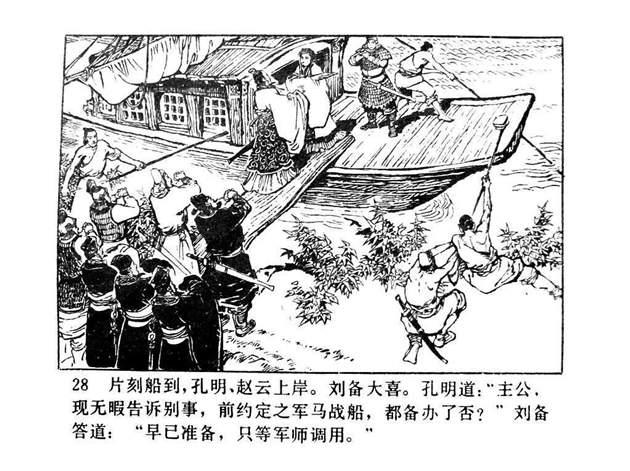 28 片刻船到，孔明、赵云上岸。刘备大喜。孔明道：“主公，
现无暇告诉别事，前约定之军马战船，都备办了否？” 刘备
答道： “早已准备，只等军师调用。”